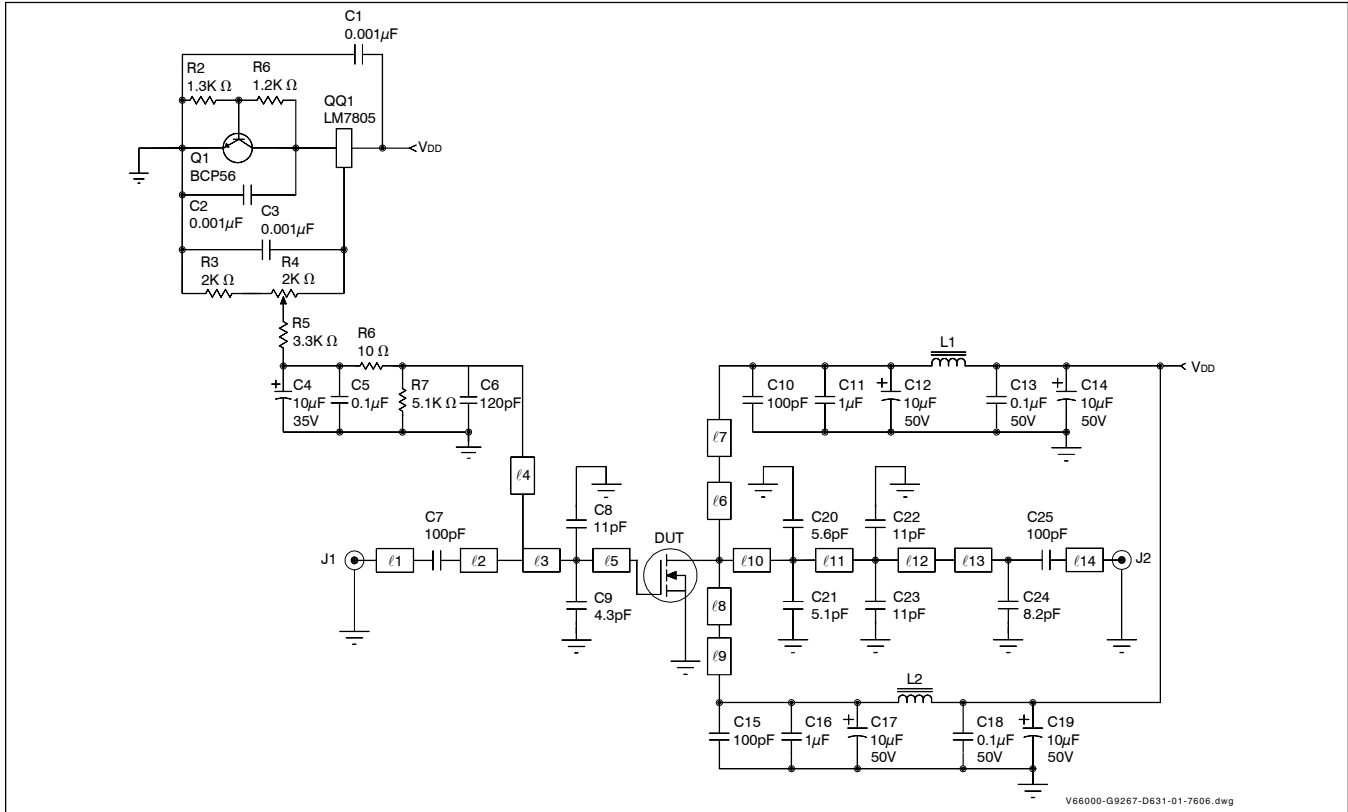 C1
0.001µF
R2
1.3K Ω
R6
1.2K Ω
QQ1
LM7805
VDD
Q1
BCP56
C2
0.001µF
C3
0.001µF
R3
2K Ω
R4
2K Ω
R5
3.3K Ω
R6
10 Ω
L1
VDD
C4
10µF
35V
C5
0.1µF
R7
5.1K Ω
C6
120pF
C10
100pF
C11
1µF
C12
10µF
50V
C13
0.1µF
50V
C14
10µF
50V
ℓ7
ℓ4
ℓ6
C7
100pF
C8
11pF
DUT
C20
5.6pF
C22
11pF
C25
100pF
J1
ℓ1
ℓ2
ℓ3
ℓ5
ℓ10
ℓ11
ℓ12
ℓ13
ℓ14
J2
C9
4.3pF
ℓ8
C21
5.1pF
C23
11pF
C24
8.2pF
ℓ9
L2
C15
100pF
C16
1µF
C17
10µF
50V
C18
0.1µF
50V
C19
10µF
50V
V66000-G9267-D631-01-7606.dwg